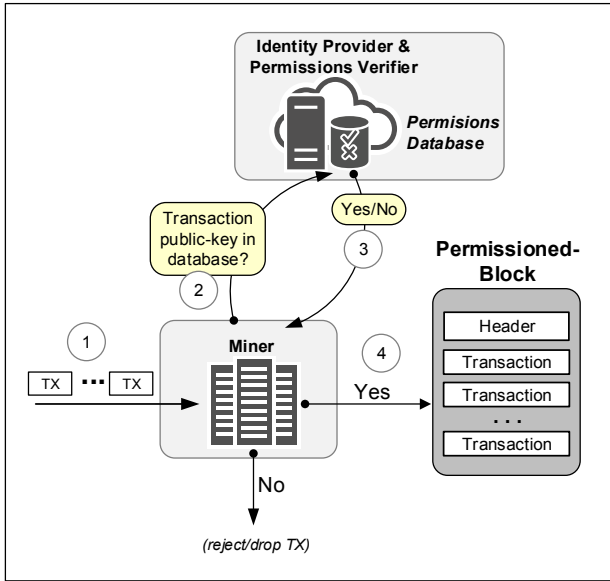 Identity Provider &
Permissions Verifier
Permisions
Database
Transaction
public-key in
database?
2
Yes/No
3
Permissioned-
Block
Header
Transaction
Transaction
. . .
Transaction
1
TX ... TX
Miner
4
Yes
No
(reject/drop TX)